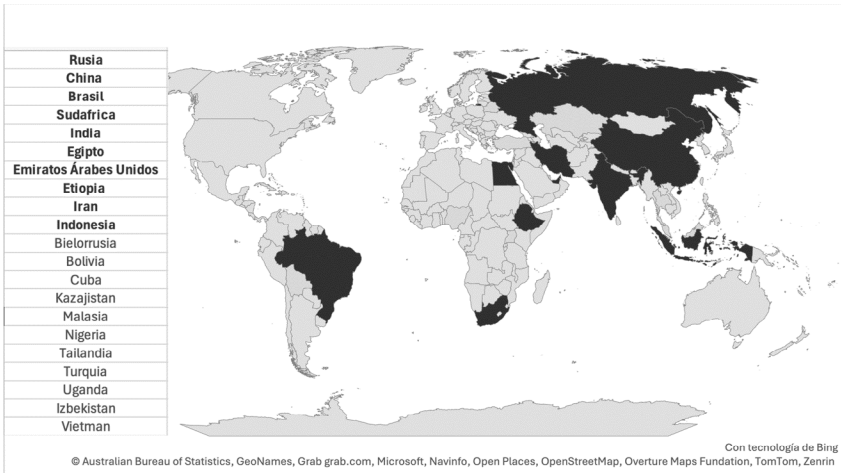 Rusia
China
Brasil
Sudafrica
India
Egipto
Emiratos Árabes Unidos
Etiopia
Iran
Indonesia
Bielorrusia
Bolivia
Cuba
Kazajistan
Malasia
Nigeria
Tailandia
Turquia
Uganda
Izbekistan
Vietman
Con tecnología de Bing
© Australian Bureau of Statistics, GeoNames, Grab grab.com, Microsoft, Navinfo, Open Places, OpenStreetMap, Overture Maps Fundation, TomTom, Zenrin